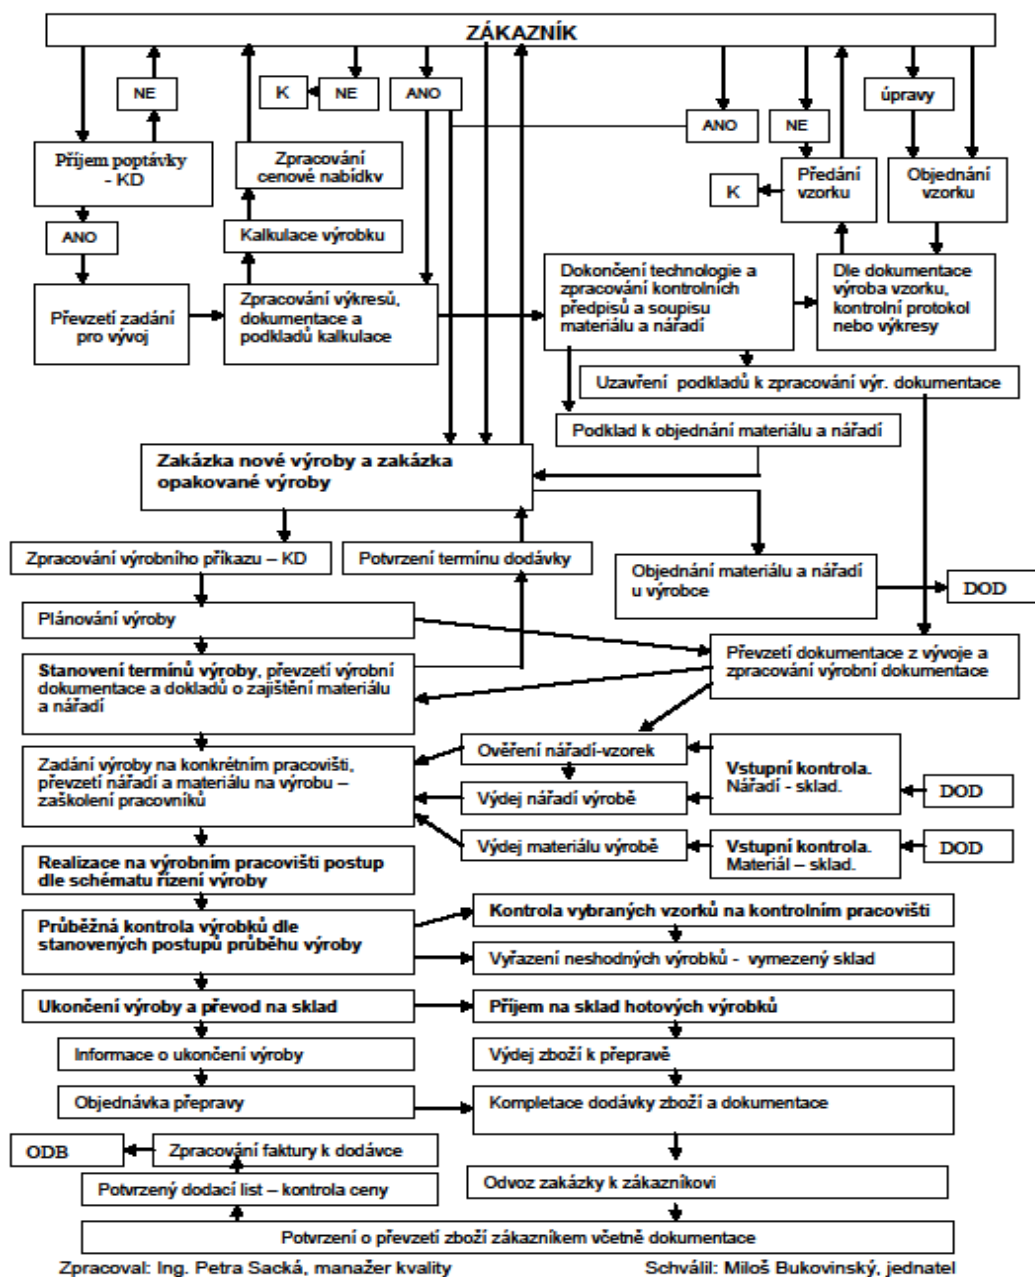 ZÁKAZNÍK
NE
K
NE
ANO
ANO
NE
úpravy
Příjem poptávky
- KD
Zpracování
cenové nabídky
Předání
vzorku
Objednání
vzorku
K
ANO
Kalkulace výrobku
Převzetí zadání
pro vývoj
Zpracování výkresů,
dokumentace a
podkladů kalkulace
Dokončení technologie a
zpracování kontrolních
předpisů a soupisu
materiálu a nářadí
Dle dokumentace
výroba vzorku,
kontrolní protokol
nebo výkresy
Uzavření podkladů k zpracování výr. dokumentace
Podklad k objednání materiálu a nářadí
Zakázka nové výroby a zakázka
opakované výroby
Zpracování výrobního příkazu – KD
Potvrzení termínu dodávky
Objednání materiálu a nářadí
u výrobce
DOD
Plánování výroby
Převzetí dokumentace z vývoje a
zpracování výrobní dokumentace
Stanovení termínů výroby, převzetí výrobní
dokumentace a dokladů o zajištění materiálu
a nářadí
Zadání výroby na konkrétním pracovišti,
převzetí nářadí a materiálu na výrobu –
zaškolení pracovníků
Ověření nářadí-vzorek
Výdej nářadí výrobě
Vstupní kontrola.
Nářadí - sklad.
DOD
Výdej materiálu výrobě
Vstupní kontrola.
Materiál – sklad.
DOD
Realizace na výrobním pracovišti postup
dle schématu řízení výroby
Průběžná kontrola výrobků dle
stanovených postupů průběhu výroby
Kontrola vybraných vzorků na kontrolním pracovišti
Vyřazení neshodných výrobků - vymezený sklad
Ukončení výroby a převod na sklad
Příjem na sklad hotových výrobků
Informace o ukončení výroby
Výdej zboží k přepravě
Objednávka přepravy
Kompletace dodávky zboží a dokumentace
ODB
Zpracování faktury k dodávce
Potvrzený dodací list – kontrola ceny
Odvoz zakázky k zákazníkovi
Potvrzení o převzetí zboží zákazníkem včetně dokumentace
Zpracoval: Ing. Petra Sacká, manažer kvality
Schválil: Miloš Bukovinský, jednatel